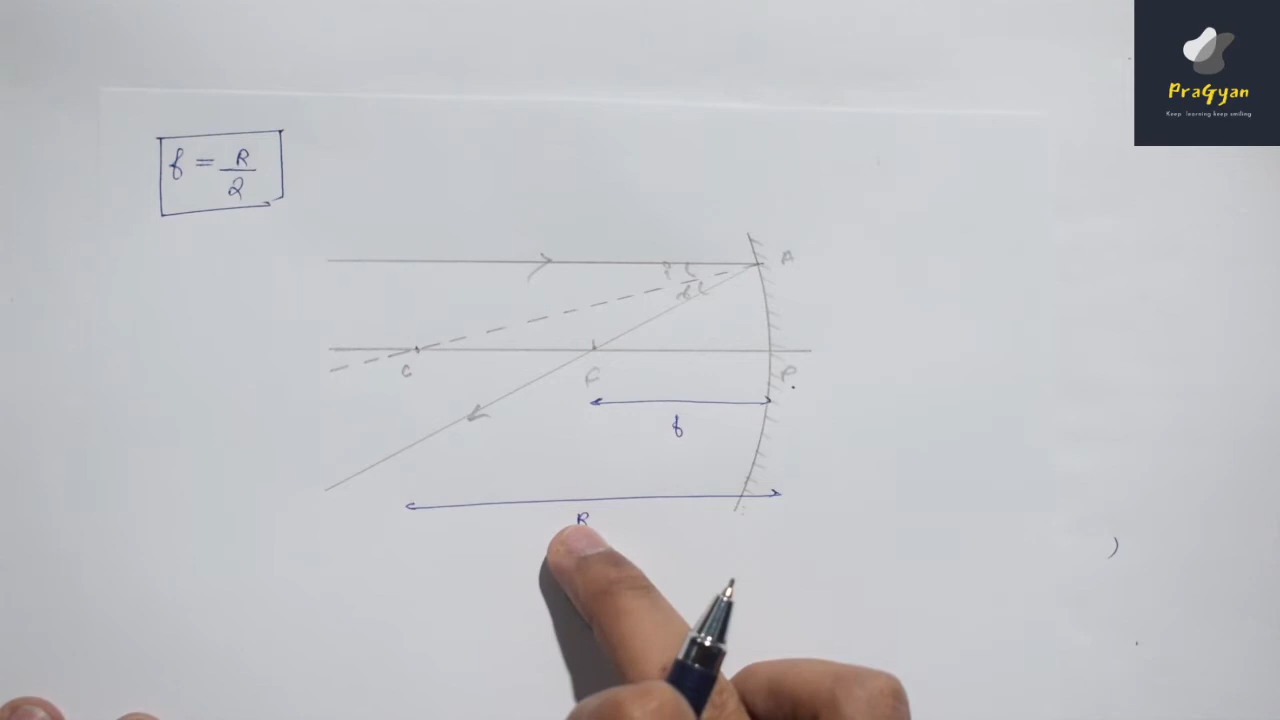 PraGyan
Keep learning keep smiling
f = R/2
A
i
r
C
F
P
f
R